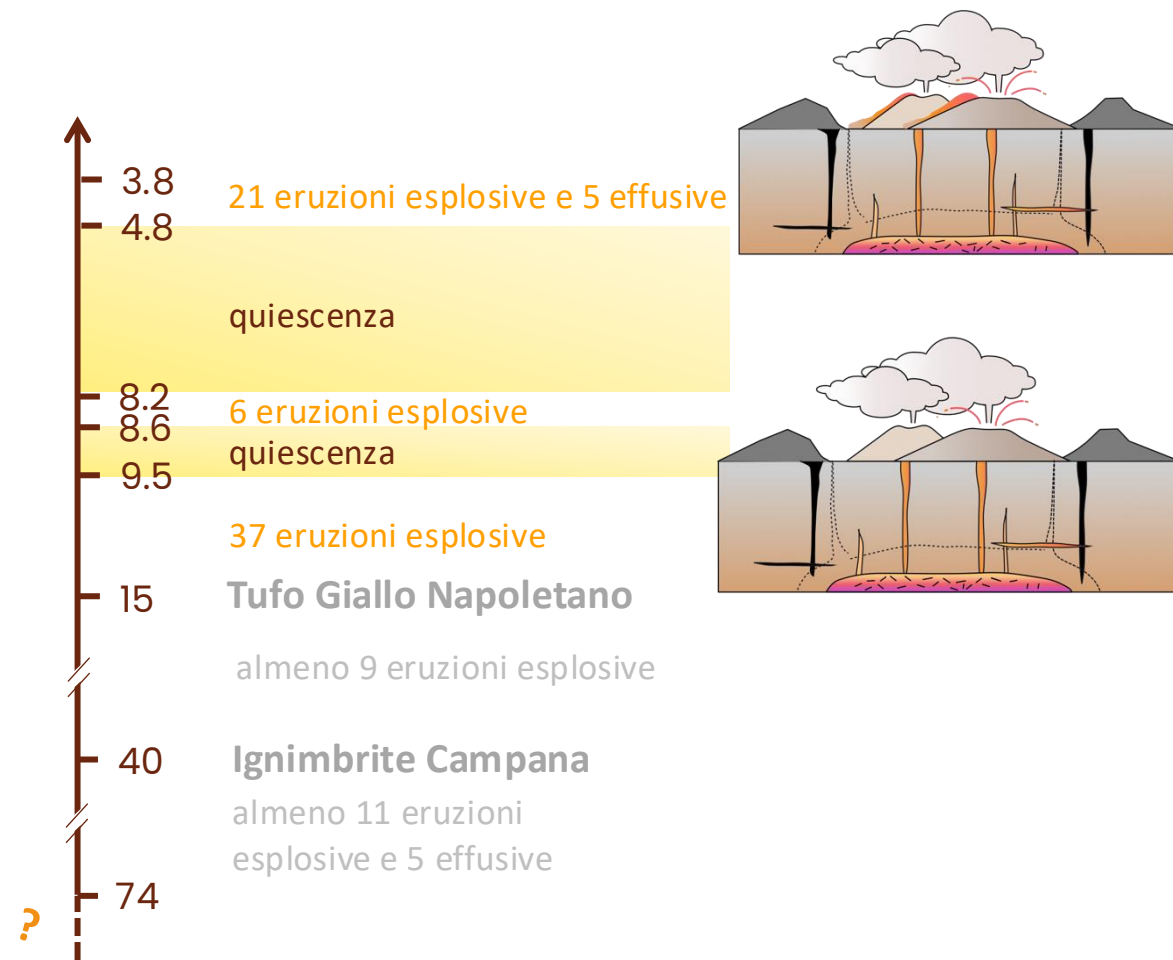 3.8
21 eruzioni esplosive e 5 effusive
4.8
quiescenza
8.2
6 eruzioni esplosive
8.6
quiescenza
9.5
37 eruzioni esplosive
15
Tufo Giallo Napoletano
almeno 9 eruzioni esplosive
40
Ignimbrite Campana
almeno 11 eruzioni
esplosive e 5 effusive
74
?